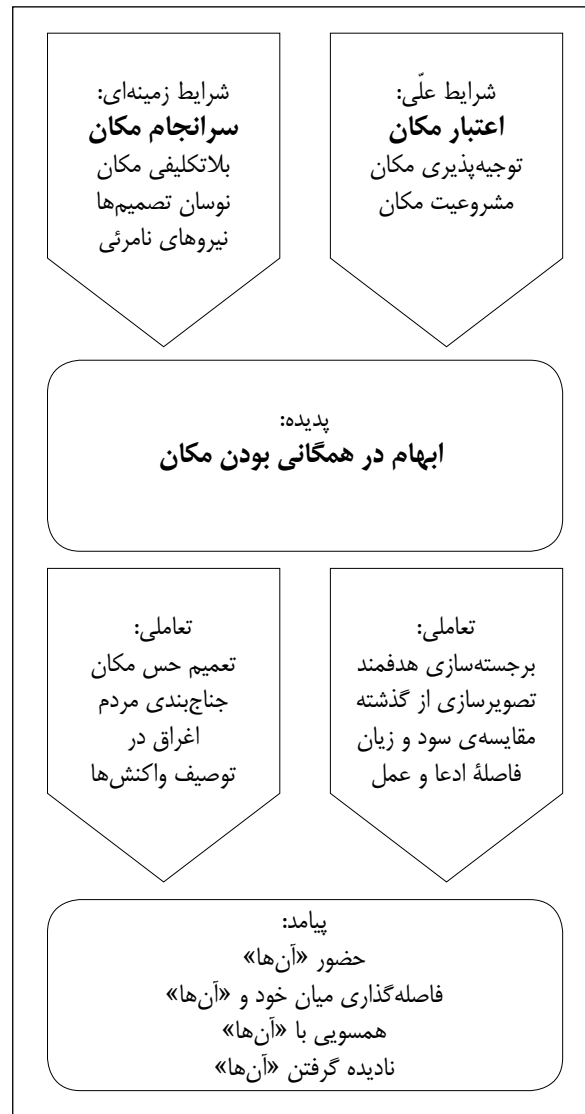 شرایط علّی:
اعتبار مکان
توجیه‌پذیری مکان
مشروعیت مکان
شرایط زمینه‌ای:
سرانجام مکان
بلاتکلیفی مکان
نوسان تصمیم‌ها
نیروهای نامرئی
پدیده:
ابهام در همگانی بودن مکان
تعاملی:
برجسته‌سازی هدفمند
تصویرسازی از گذشته
مقایسه‌ی سود و زیان
فاصلۀ ادعا و عمل
تعاملی:
تعمیم حس مکان
جناح‌بندی مردم
اغراق در
توصیف واکنش‌ها
پیامد:
حضور «آن‌ها»
فاصله‌گذاری میان خود و «آن‌ها»
همسویی با «آن‌ها»
نادیده گرفتن «آن‌ها»